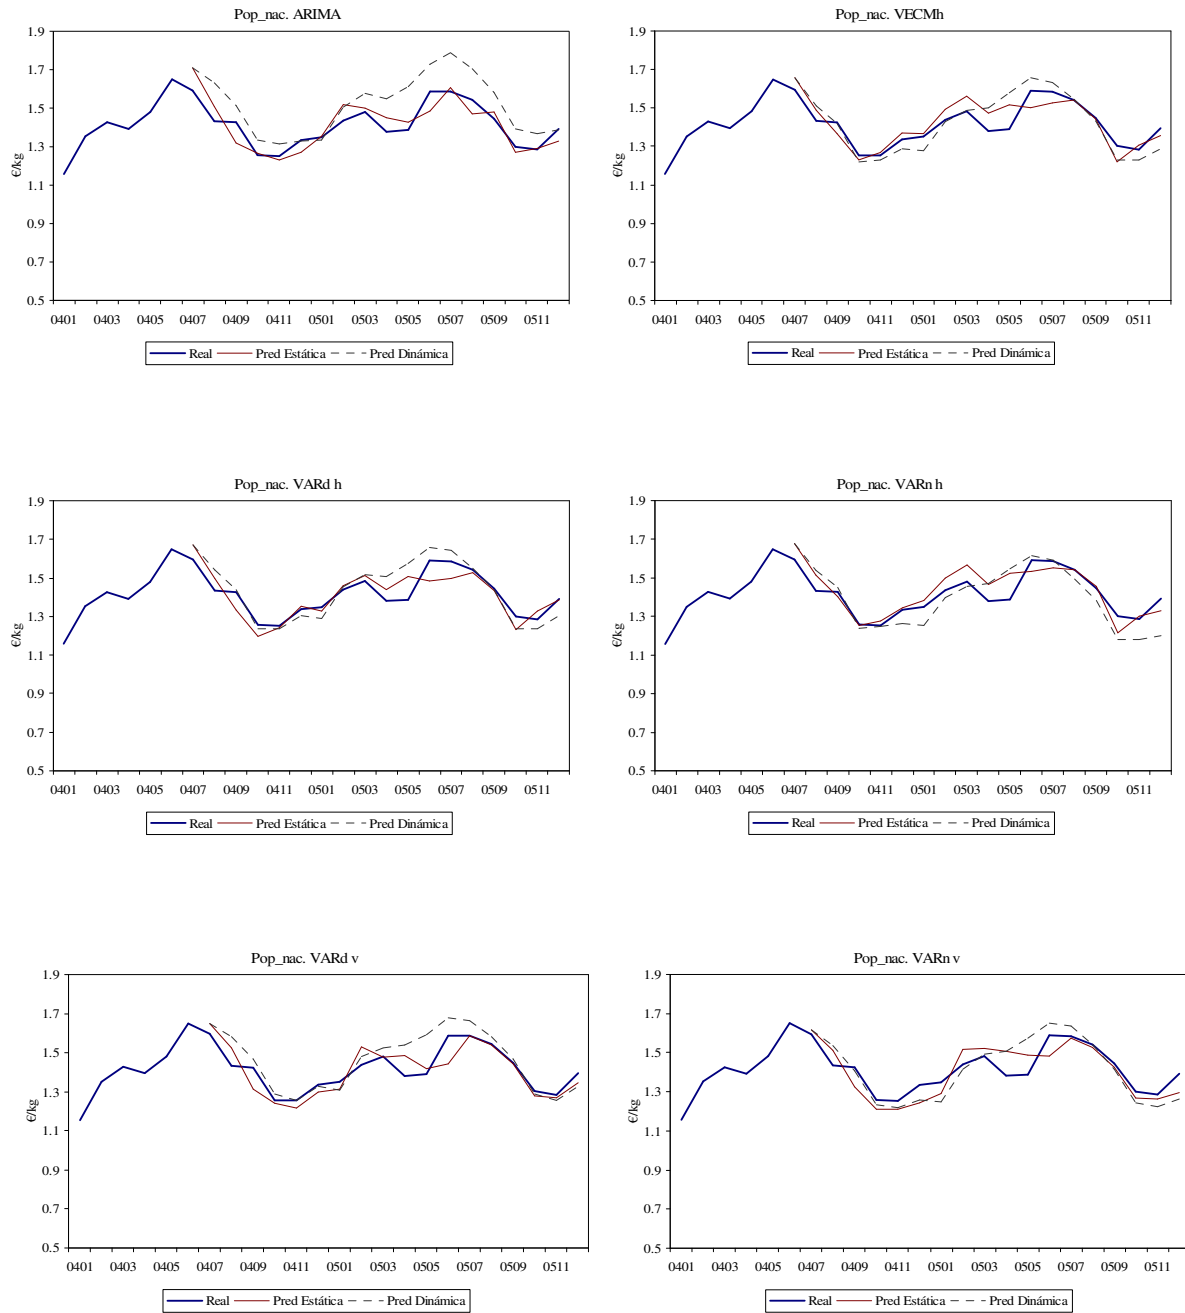 Pop_nac. ARIMA
1.9
1.7
1.5
1.3
1.1
0.9
0.7
0.5
€/kg
0401 0403 0405 0407 0409 0411 0501 0503 0505 0507 0509 0511
Real Pred Estática Pred Dinámica
Pop_nac. VECMh
1.9
1.7
1.5
1.3
1.1
0.9
0.7
0.5
€/kg
0401 0403 0405 0407 0409 0411 0501 0503 0505 0507 0509 0511
Real Pred Estática Pred Dinámica
Pop_nac. VARd h
1.9
1.7
1.5
1.3
1.1
0.9
0.7
0.5
€/kg
0401 0403 0405 0407 0409 0411 0501 0503 0505 0507 0509 0511
Real Pred Estática Pred Dinámica
Pop_nac. VARn h
1.9
1.7
1.5
1.3
1.1
0.9
0.7
0.5
€/kg
0401 0403 0405 0407 0409 0411 0501 0503 0505 0507 0509 0511
Real Pred Estática Pred Dinámica
Pop_nac. VARd v
1.9
1.7
1.5
1.3
1.1
0.9
0.7
0.5
€/kg
0401 0403 0405 0407 0409 0411 0501 0503 0505 0507 0509 0511
Real Pred Estática Pred Dinámica
Pop_nac. VARn v
1.9
1.7
1.5
1.3
1.1
0.9
0.7
0.5
€/kg
0401 0403 0405 0407 0409 0411 0501 0503 0505 0507 0509 0511
Real Pred Estática Pred Dinámica